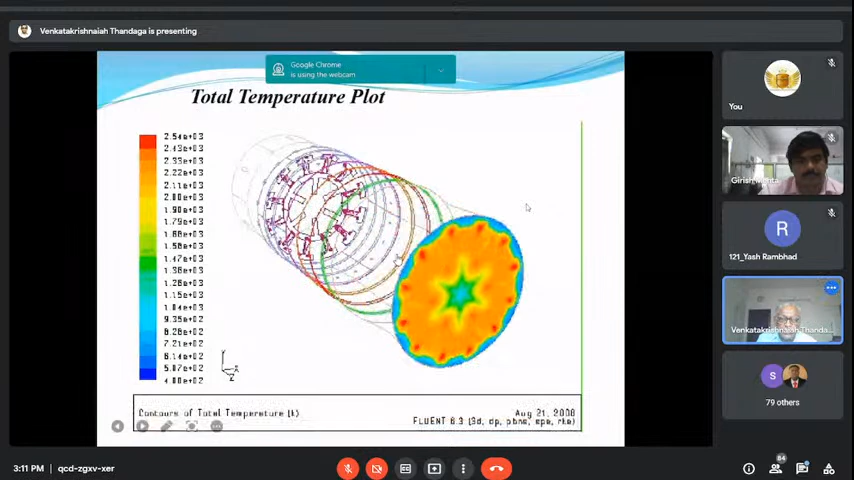 Venkatakrishnaiah Thandaga is presenting
Google Chrome
is using the webcam
Total Temperature Plot
2.54e+03
2.43e+03
2.33e+03
2.22e+03
2.11e+03
2.00e+03
1.90e+03
1.79e+03
1.68e+03
1.58e+03
1.47e+03
1.36e+03
1.26e+03
1.15e+03
1.04e+03
9.35e+02
8.28e+02
7.21e+02
6.14e+02
5.07e+02
4.00e+02
Y
X
Z
Contours of Total Temperature (k)
Aug 21, 2008
FLUENT 6.3 (3d, dp, pbns, spe, rke)
You
Girish Mehta
R
121_Yash Rambhad
Venkatakrishnaiah Thanda...
S
79 others
3:11 PM
qcd-zgxv-xer
84